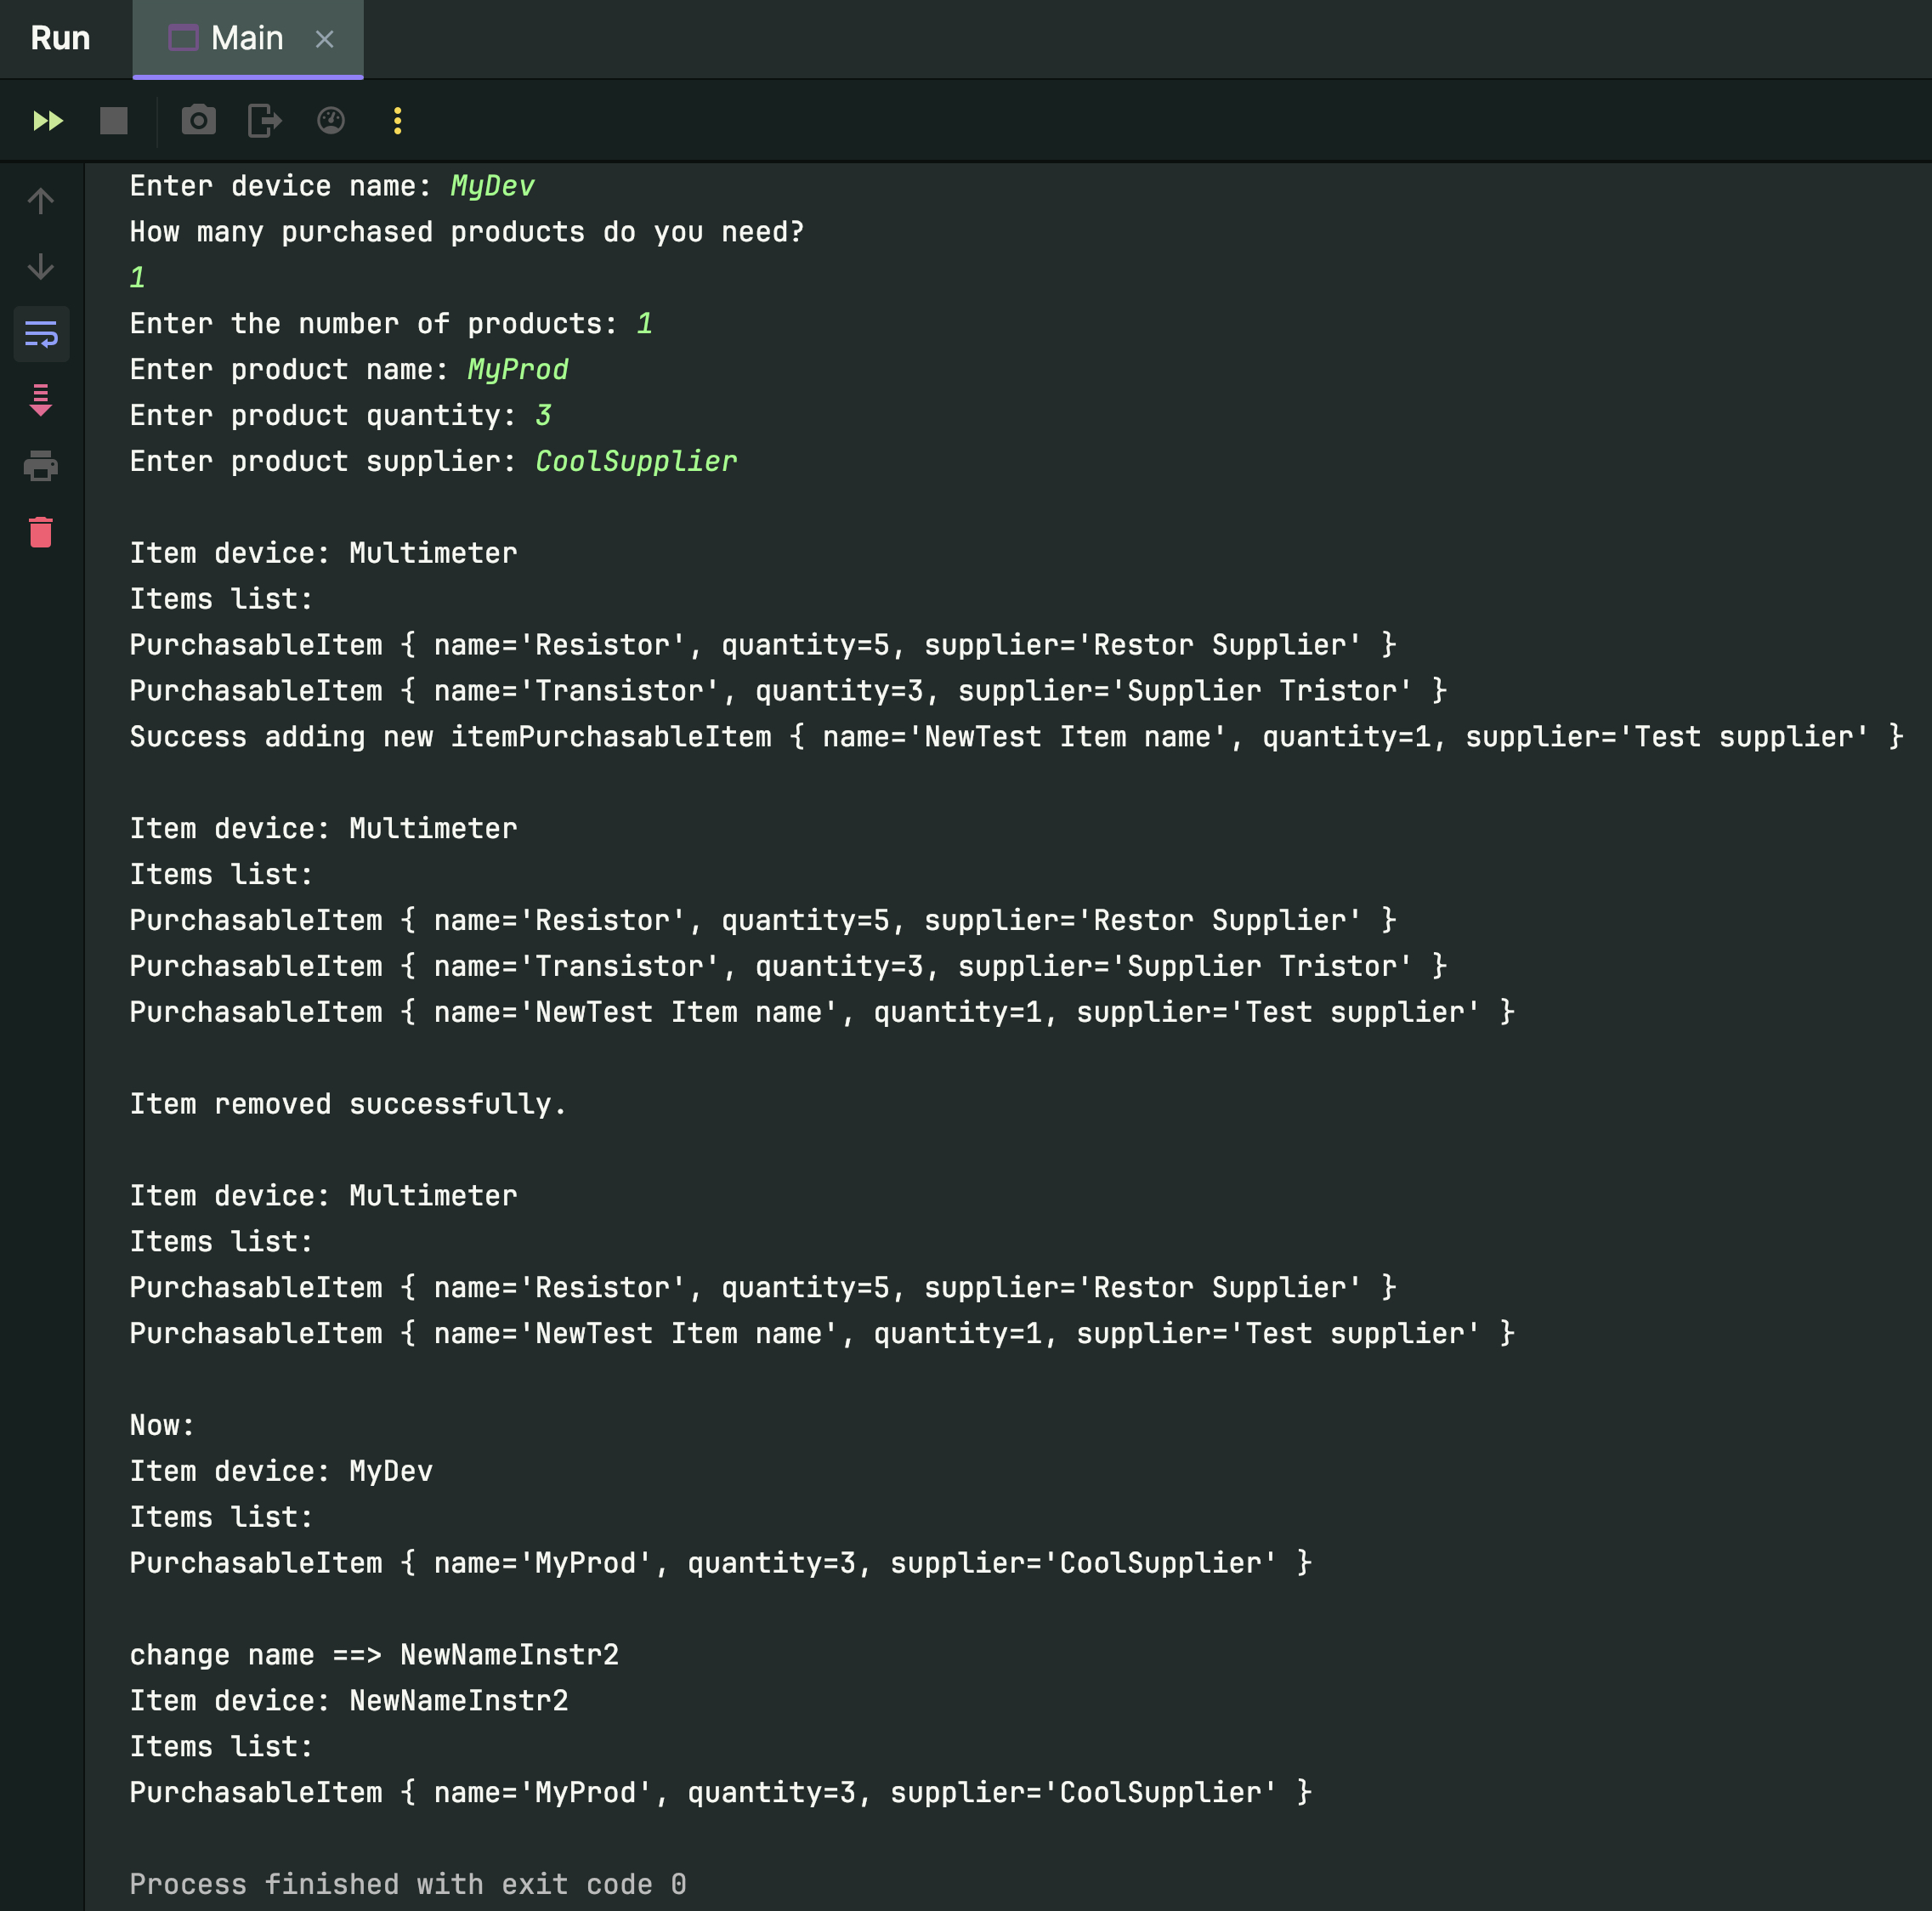 Run Main
Enter device name: MyDev
How many purchased products do you need?
1
Enter the number of products: 1
Enter product name: MyProd
Enter product quantity: 3
Enter product supplier: CoolSupplier
Item device: Multimeter
Items list:
PurchasableItem { name='Resistor', quantity=5, supplier='Restor Supplier' }
PurchasableItem { name='Transistor', quantity=3, supplier='Supplier Tristor' }
Success adding new itemPurchasableItem { name='NewTest Item name', quantity=1, supplier='Test supplier' }
Item device: Multimeter
Items list:
PurchasableItem { name='Resistor', quantity=5, supplier='Restor Supplier' }
PurchasableItem { name='Transistor', quantity=3, supplier='Supplier Tristor' }
PurchasableItem { name='NewTest Item name', quantity=1, supplier='Test supplier' }
Item removed successfully.
Item device: Multimeter
Items list:
PurchasableItem { name='Resistor', quantity=5, supplier='Restor Supplier' }
PurchasableItem { name='NewTest Item name', quantity=1, supplier='Test supplier' }
Now:
Item device: MyDev
Items list:
PurchasableItem { name='MyProd', quantity=3, supplier='CoolSupplier' }
change name ==> NewNameInstr2
Item device: NewNameInstr2
Items list:
PurchasableItem { name='MyProd', quantity=3, supplier='CoolSupplier' }
Process finished with exit code 0